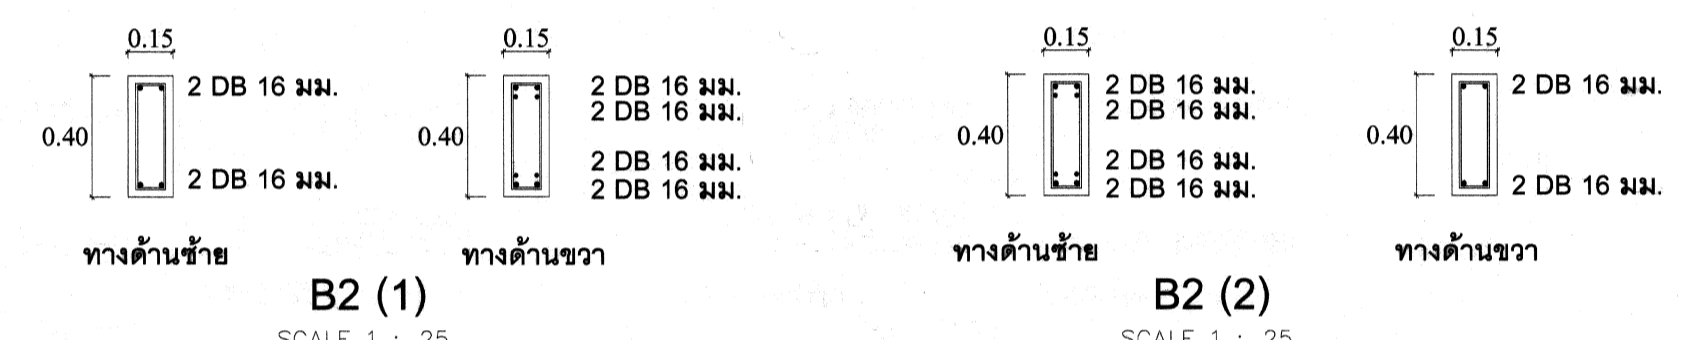 0.15 0.15 0.15 0.15
2 DB 16 มม. 2 DB 16 มม. 2 DB 16 มม. 2 DB 16 มม.
2 DB 16 มม. 2 DB 16 มม.
0.40 0.40 0.40 0.40
2 DB 16 มม. 2 DB 16 มม.
2 DB 16 มม. 2 DB 16 มม. 2 DB 16 มม. 2 DB 16 มม.
ทางด้านซ้าย ทางด้านขวา ทางด้านซ้าย ทางด้านขวา
B2 (1) B2 (2)
SCALE 1 : 25 SCALE 1 : 25